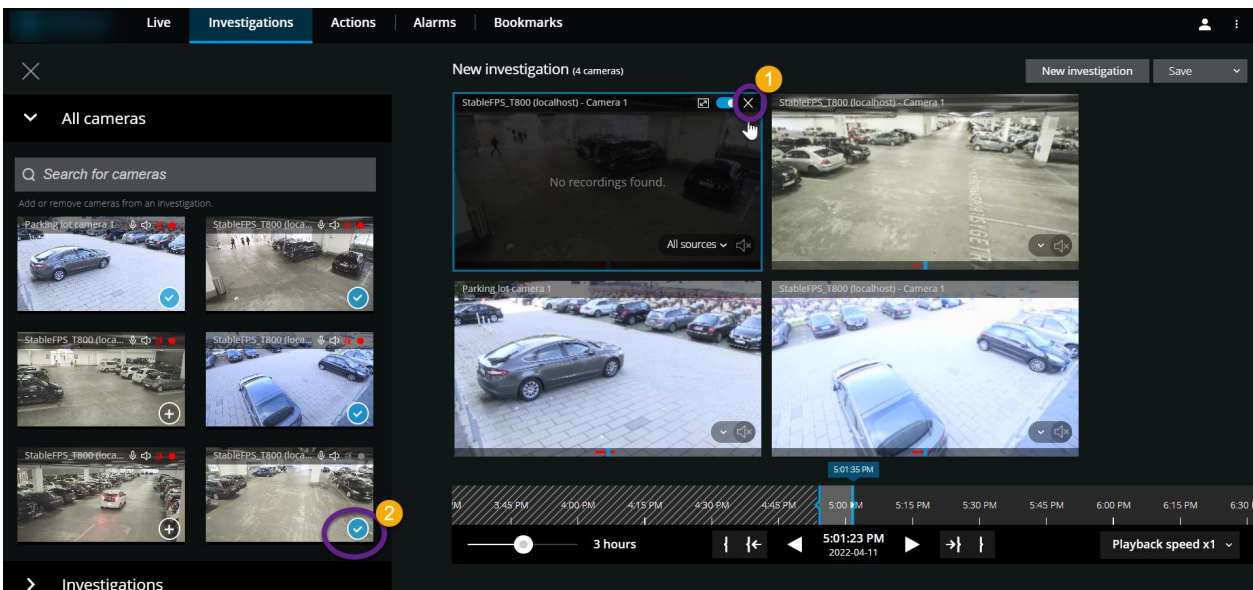 Live Investigations Actions Alarms Bookmarks
New investigation (4 cameras)
New investigation Save
1
All cameras
Search for cameras
Add or remove cameras from an investigation.
Parking lot camera 1
StableFPS_T800 (loca...
StableFPS_T800 (loca...
StableFPS_T800 (loca...
StableFPS_T800 (loca...
StableFPS_T800 (loca...
2
Investigations
StableFPS_T800 (localhost) - Camera 1
No recordings found.
All sources
StableFPS_T800 (localhost) - Camera 1
Parking lot camera 1
StableFPS_T800 (localhost) - Camera 1
5:01:35 PM
3:45 PM 4:00 PM 4:15 PM 4:30 PM 4:45 PM 5:00 PM 5:15 PM 5:30 PM 5:45 PM 6:00 PM 6:15 PM 6:30
3 hours
5:01:23 PM
2022-04-11
Playback speed x1